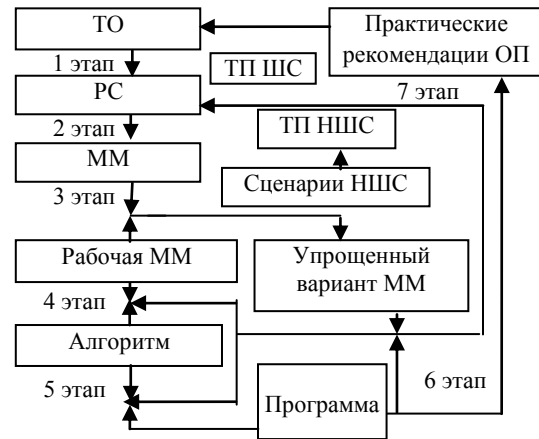 ТО
Практические
рекомендации ОП
1 этап
ТП ШС
РС
7 этап
2 этап
ТП НШС
ММ
3 этап
Сценарии НШС
Рабочая ММ
Упрощенный
вариант ММ
4 этап
Алгоритм
5 этап
6 этап
Программа